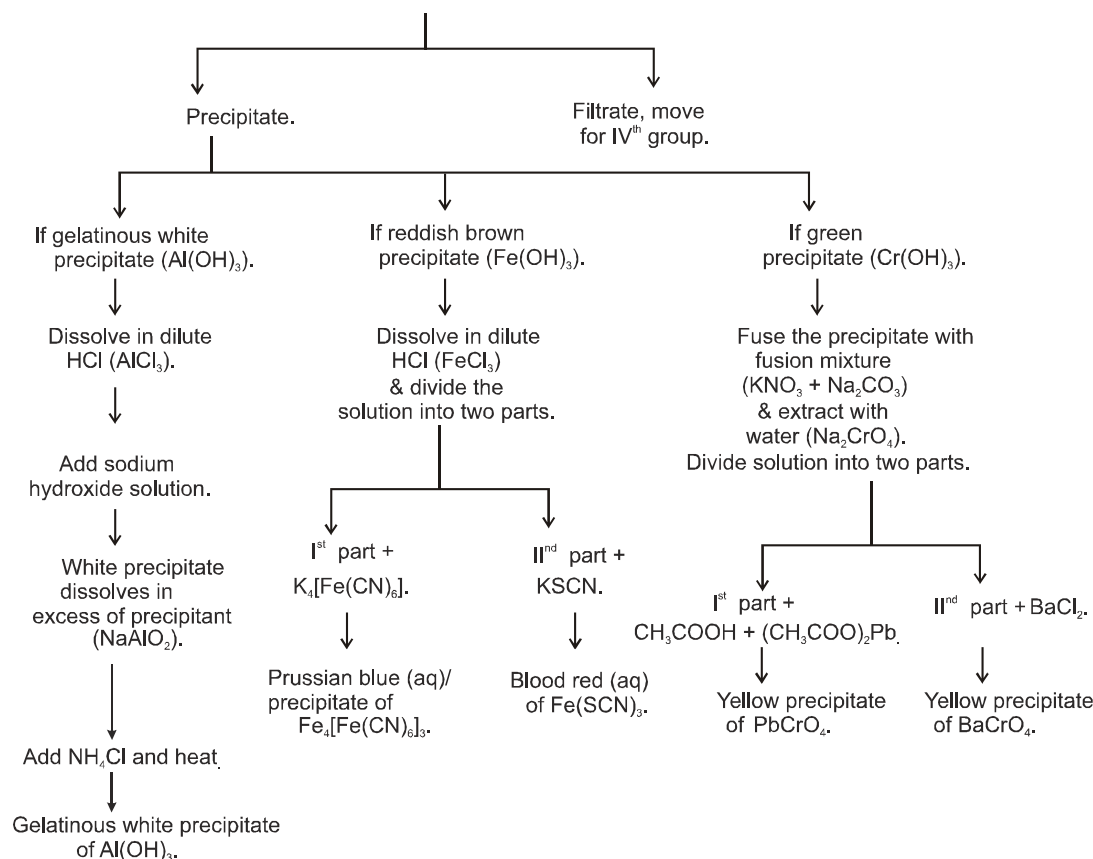 Precipitate.
Filtrate, move
for IVᵗʰ group.
If gelatinous white
precipitate (Al(OH)₃).
Dissolve in dilute
HCl (AlCl₃).
Add sodium
hydroxide solution.
White precipitate
dissolves in
excess of precipitant
(NaAlO₂).
Add NH₄Cl and heat.
Gelatinous white precipitate
of Al(OH)₃.
If reddish brown
precipitate (Fe(OH)₃).
Dissolve in dilute
HCl (FeCl₃)
& divide the
solution into two parts.
Iˢᵗ part +
K₄[Fe(CN)₆].
Prussian blue (aq)/
precipitate of
Fe₄[Fe(CN)₆]₃.
IIⁿᵈ part +
KSCN.
Blood red (aq)
of Fe(SCN)₃.
If green
precipitate (Cr(OH)₃).
Fuse the precipitate with
fusion mixture
(KNO₃ + Na₂CO₃)
& extract with
water (Na₂CrO₄).
Divide solution into two parts.
Iˢᵗ part +
CH₃COOH + (CH₃COO)₂Pb.
Yellow precipitate
of PbCrO₄.
IIⁿᵈ part + BaCl₂.
Yellow precipitate
of BaCrO₄.